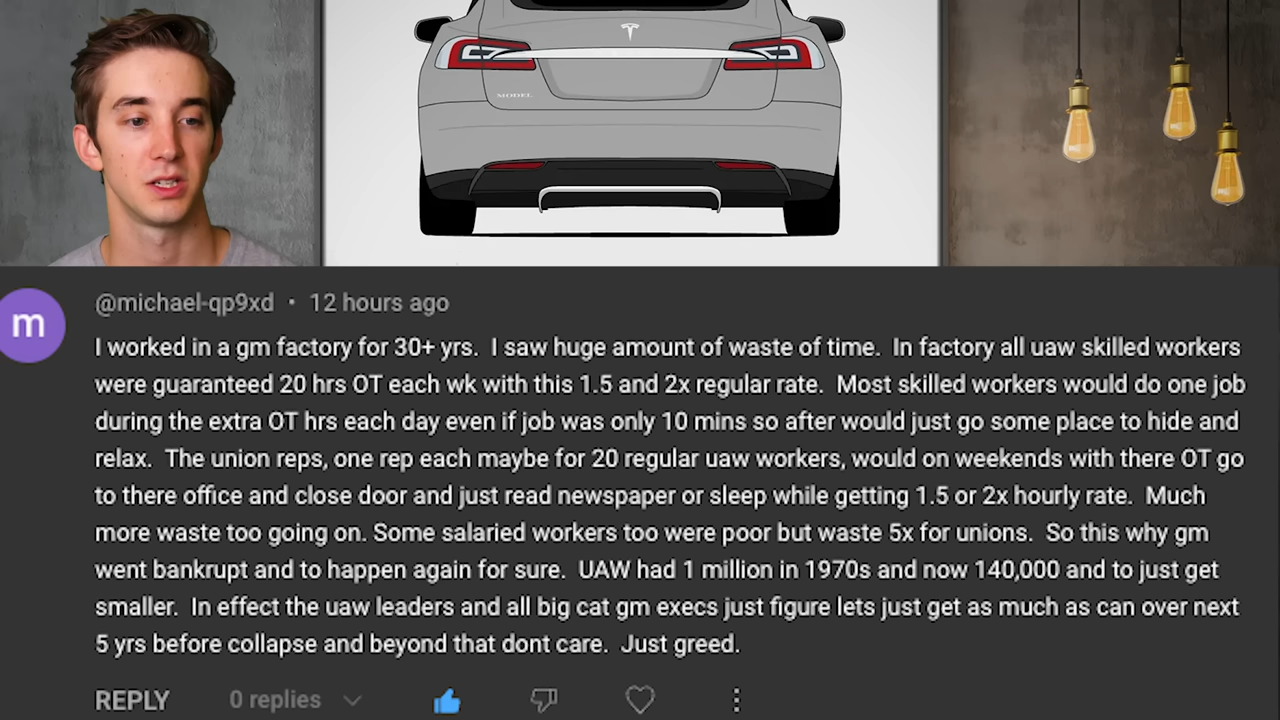 MODEL
m
@michael-qp9xd • 12 hours ago
I worked in a gm factory for 30+ yrs.  I saw huge amount of waste of time.  In factory all uaw skilled workers
were guaranteed 20 hrs OT each wk with this 1.5 and 2x regular rate.  Most skilled workers would do one job
during the extra OT hrs each day even if job was only 10 mins so after would just go some place to hide and
relax.  The union reps, one rep each maybe for 20 regular uaw workers, would on weekends with there OT go
to there office and close door and just read newspaper or sleep while getting 1.5 or 2x hourly rate.  Much
more waste too going on. Some salaried workers too were poor but waste 5x for unions.  So this why gm
went bankrupt and to happen again for sure.  UAW had 1 million in 1970s and now 140,000 and to just get
smaller.  In effect the uaw leaders and all big cat gm execs just figure lets just get as much as can over next
5 yrs before collapse and beyond that dont care.  Just greed.
REPLY 0 replies